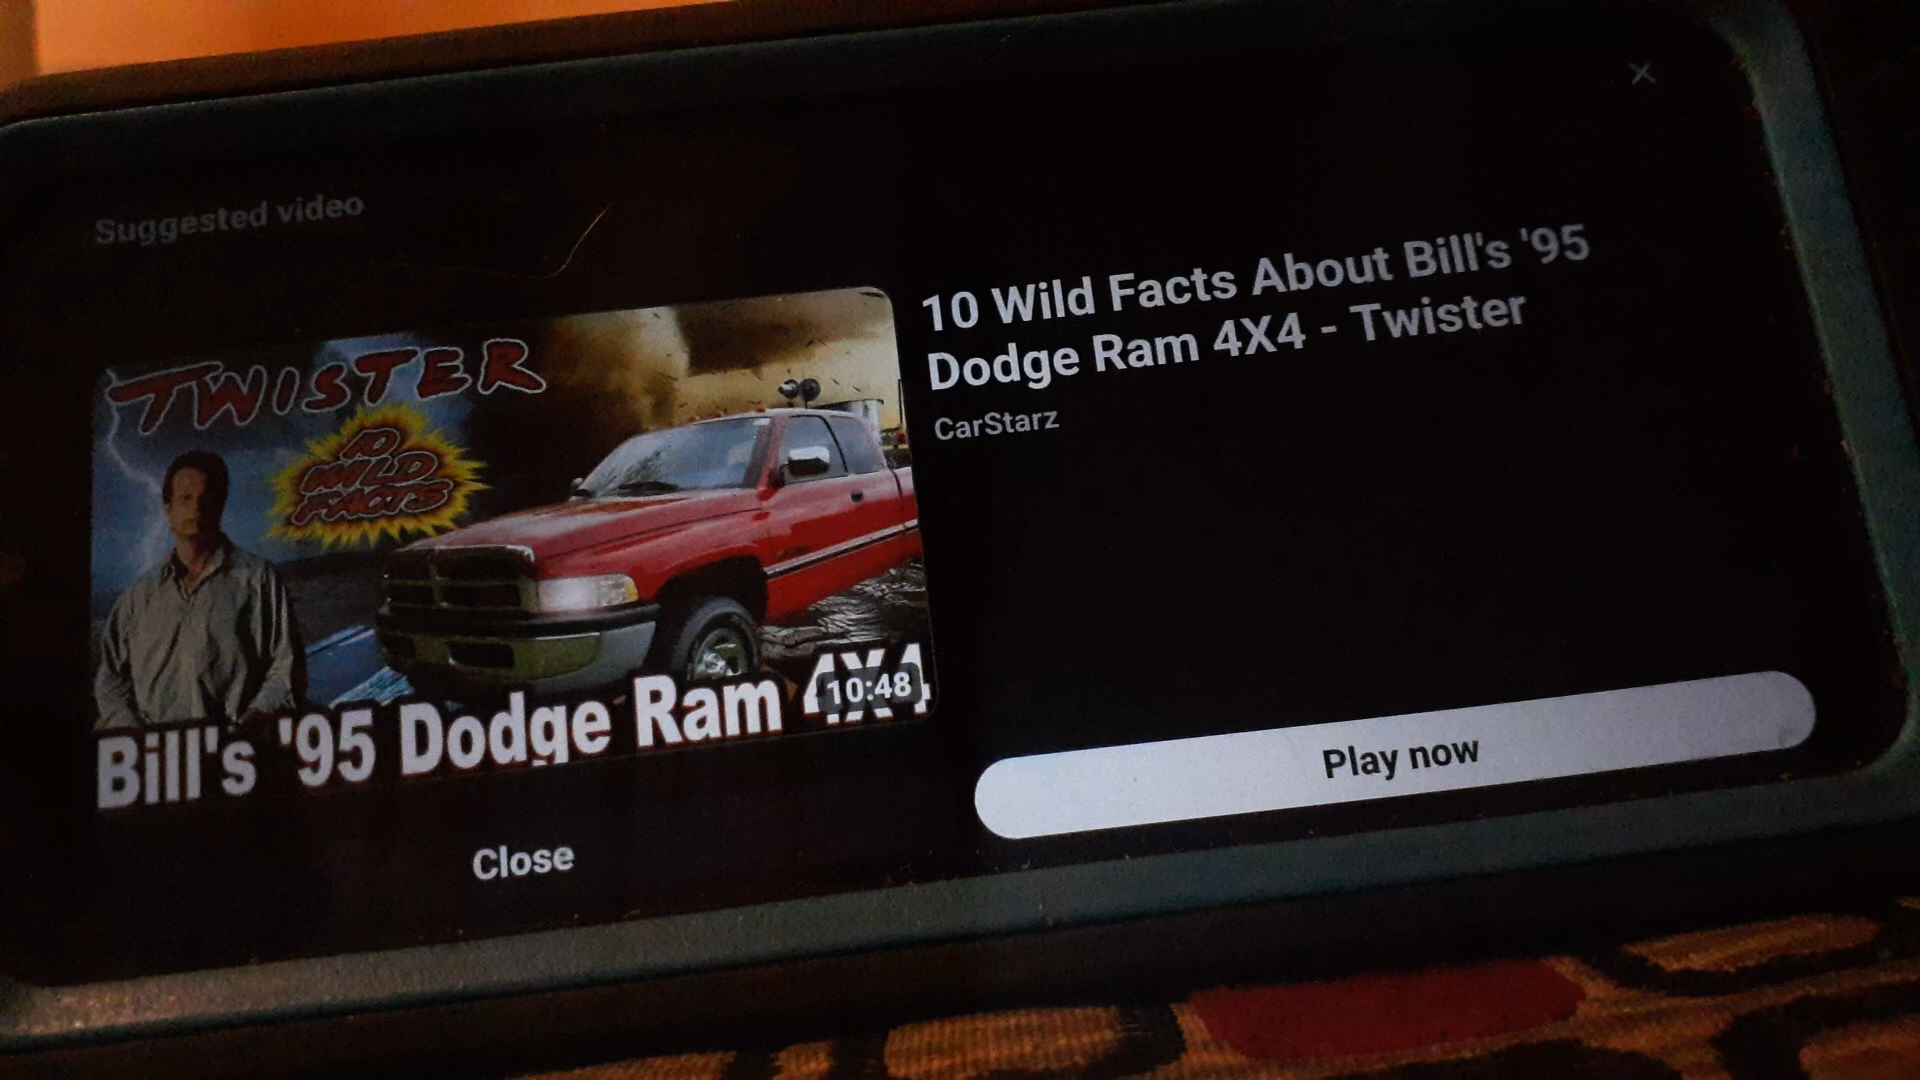 Suggested video
TWISTER
10
WILD
FACTS
Bill's '95 Dodge Ram 4X4
10:48
10 Wild Facts About Bill's '95
Dodge Ram 4X4 - Twister
CarStarz
Play now
Close